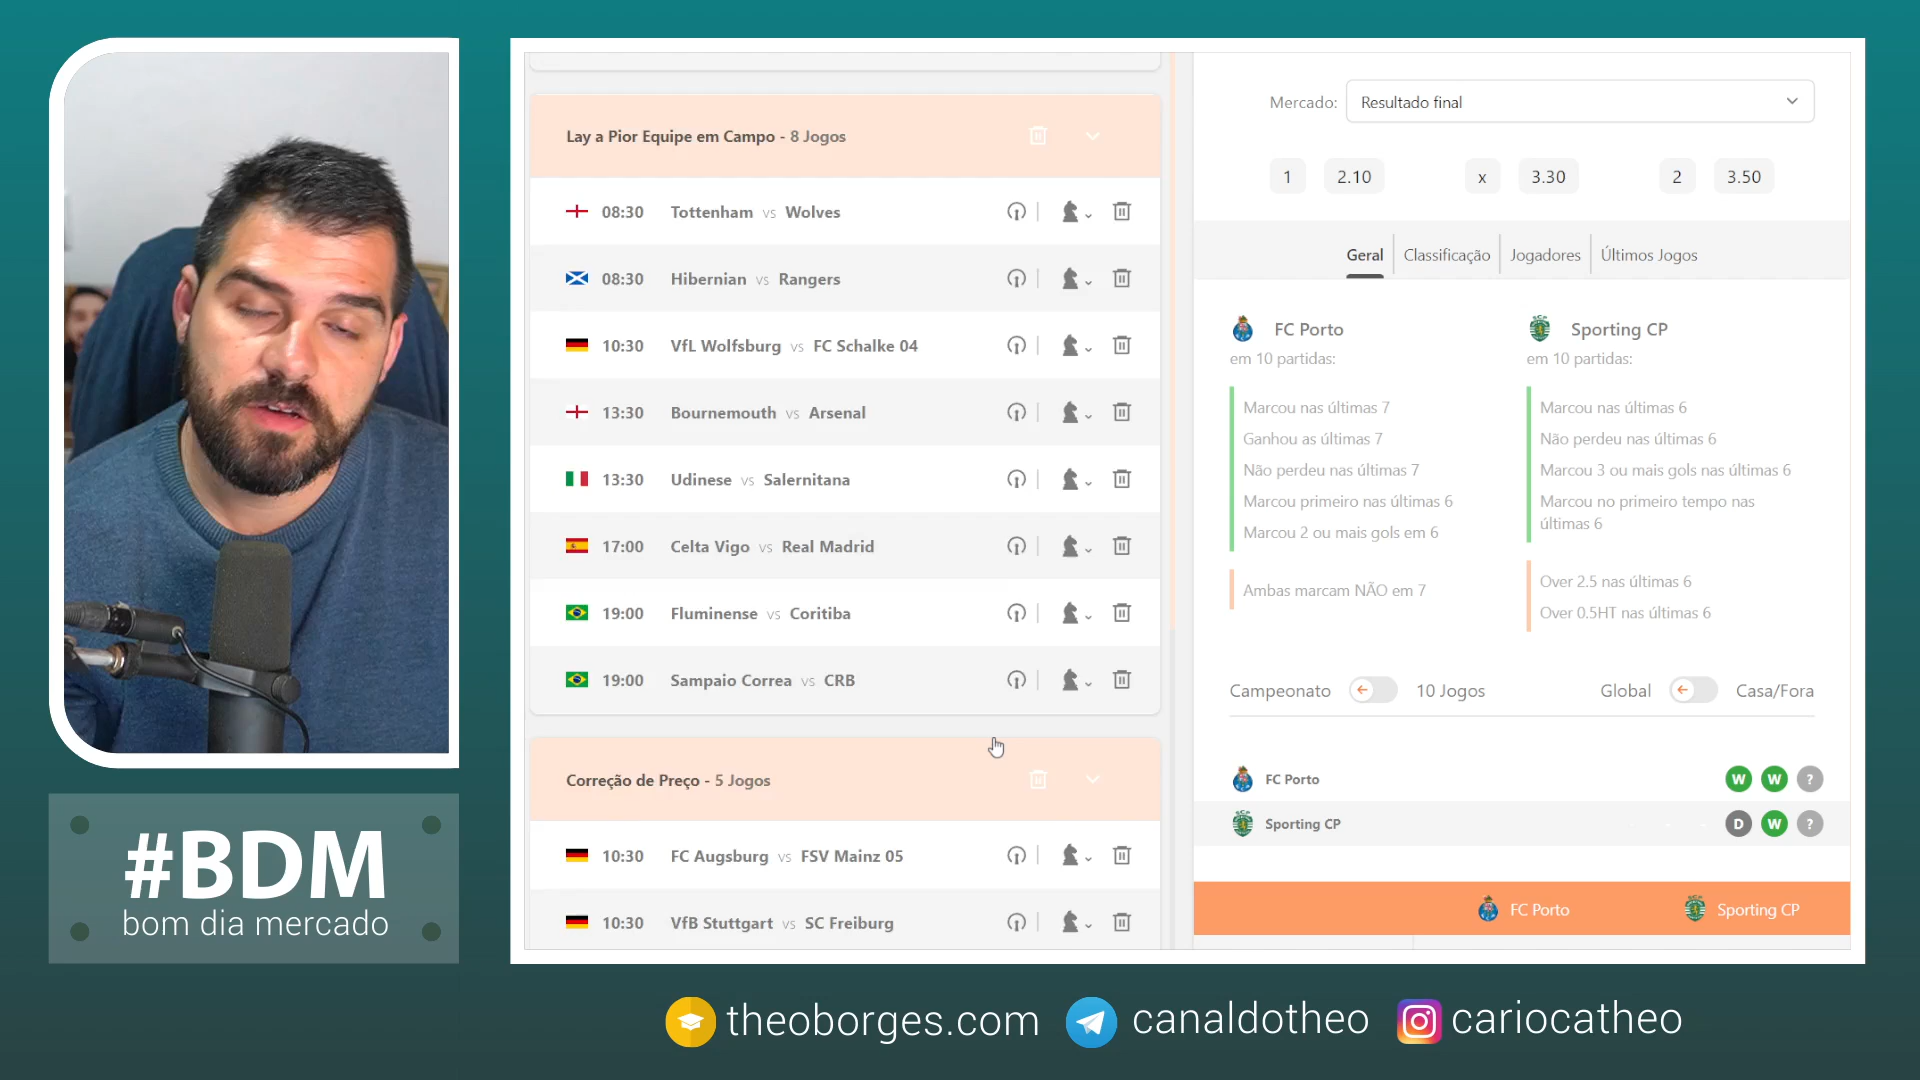 Lay a Pior Equipe em Campo - 8 Jogos
08:30 Tottenham vs Wolves
08:30 Hibernian vs Rangers
10:30 VfL Wolfsburg vs FC Schalke 04
13:30 Bournemouth vs Arsenal
13:30 Udinese vs Salernitana
17:00 Celta Vigo vs Real Madrid
19:00 Fluminense vs Coritiba
19:00 Sampaio Correa vs CRB
Correção de Preço - 5 Jogos
10:30 FC Augsburg vs FSV Mainz 05
10:30 VfB Stuttgart vs SC Freiburg
Mercado: Resultado final
1 2.10 x 3.30 2 3.50
Geral Classificação Jogadores Últimos Jogos
FC Porto
em 10 partidas:
Marcou nas últimas 7
Ganhou as últimas 7
Não perdeu nas últimas 7
Marcou primeiro nas últimas 6
Marcou 2 ou mais gols em 6
Ambas marcam NÃO em 7
Sporting CP
em 10 partidas:
Marcou nas últimas 6
Não perdeu nas últimas 6
Marcou 3 ou mais gols nas últimas 6
Marcou no primeiro tempo nas
últimas 6
Over 2.5 nas últimas 6
Over 0.5HT nas últimas 6
Campeonato 10 Jogos Global Casa/Fora
FC Porto W W ?
Sporting CP D W ?
FC Porto Sporting CP
#BDM
bom dia mercado
theoborges.com canaldotheo cariocatheo